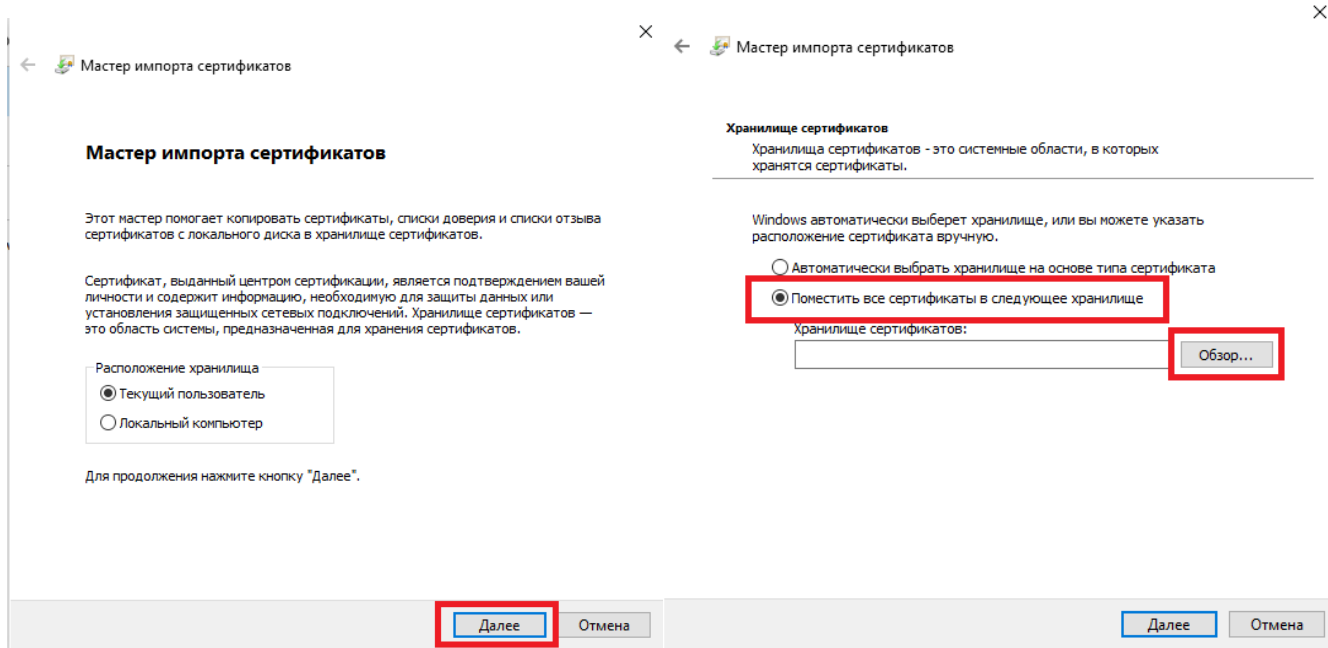 Мастер импорта сертификатов
Мастер импорта сертификатов
Этот мастер помогает копировать сертификаты, списки доверия и списки отзыва
сертификатов с локального диска в хранилище сертификатов.
Сертификат, выданный центром сертификации, является подтверждением вашей
личности и содержит информацию, необходимую для защиты данных или
установления защищенных сетевых подключений. Хранилище сертификатов —
это область системы, предназначенная для хранения сертификатов.
Расположение хранилища
Текущий пользователь
Локальный компьютер
Для продолжения нажмите кнопку "Далее".
Далее
Отмена
Мастер импорта сертификатов
Хранилище сертификатов
Хранилища сертификатов - это системные области, в которых
хранятся сертификаты.
Windows автоматически выберет хранилище, или вы можете указать
расположение сертификата вручную.
Автоматически выбрать хранилище на основе типа сертификата
Поместить все сертификаты в следующее хранилище
Хранилище сертификатов:
Обзор...
Далее
Отмена